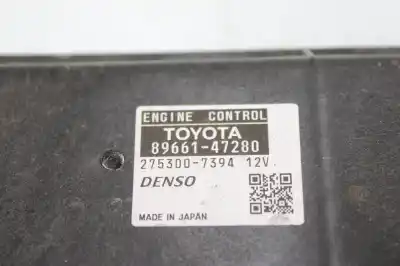 ENGINE CONTROL
TOYOTA
89661-47280
275300-7394 12V
DENSO
MADE IN JAPAN